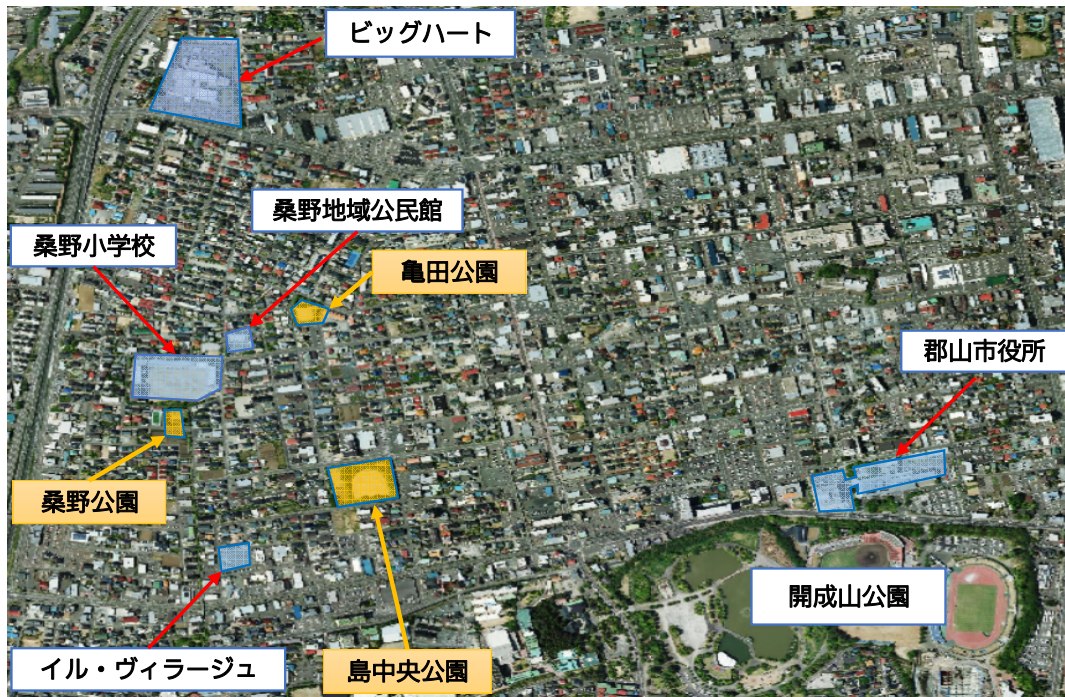 ビッグハート
桑野地域公民館
桑野小学校
亀田公園
郡山市役所
桑野公園
開成山公園
イル・ヴィラージュ
島中央公園